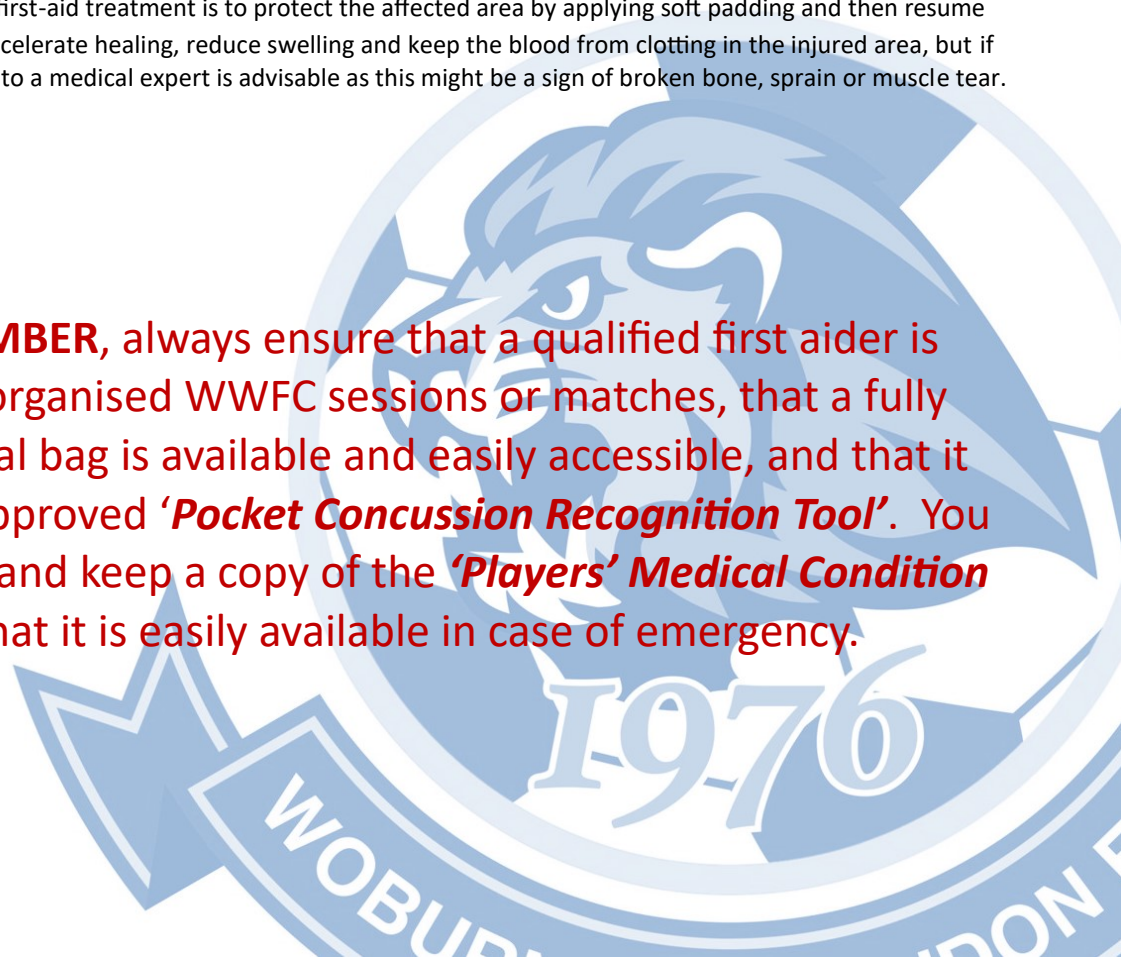 first-aid treatment is to protect the affected area by applying soft padding and then resume
celerate healing, reduce swelling and keep the blood from clotting in the injured area, but if
to a medical expert is advisable as this might be a sign of broken bone, sprain or muscle tear.
MBER, always ensure that a qualified first aider is
organised WWFC sessions or matches, that a fully
al bag is available and easily accessible, and that it
pproved ‘Pocket Concussion Recognition Tool’. You
and keep a copy of the ‘Players’ Medical Condition
hat it is easily available in case of emergency.
1976
WOBUR
DON